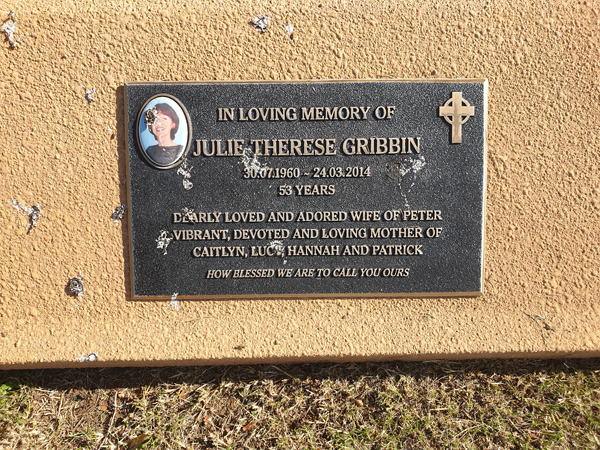 IN LOVING MEMORY OF
JULIE THERESE GRIBBIN
30.07.1960 ~ 24.03.2014
53 YEARS
DEARLY LOVED AND ADORED WIFE OF PETER
VIBRANT, DEVOTED AND LOVING MOTHER OF
CAITLYN, LUCY, HANNAH AND PATRICK
HOW BLESSED WE ARE TO CALL YOU OURS